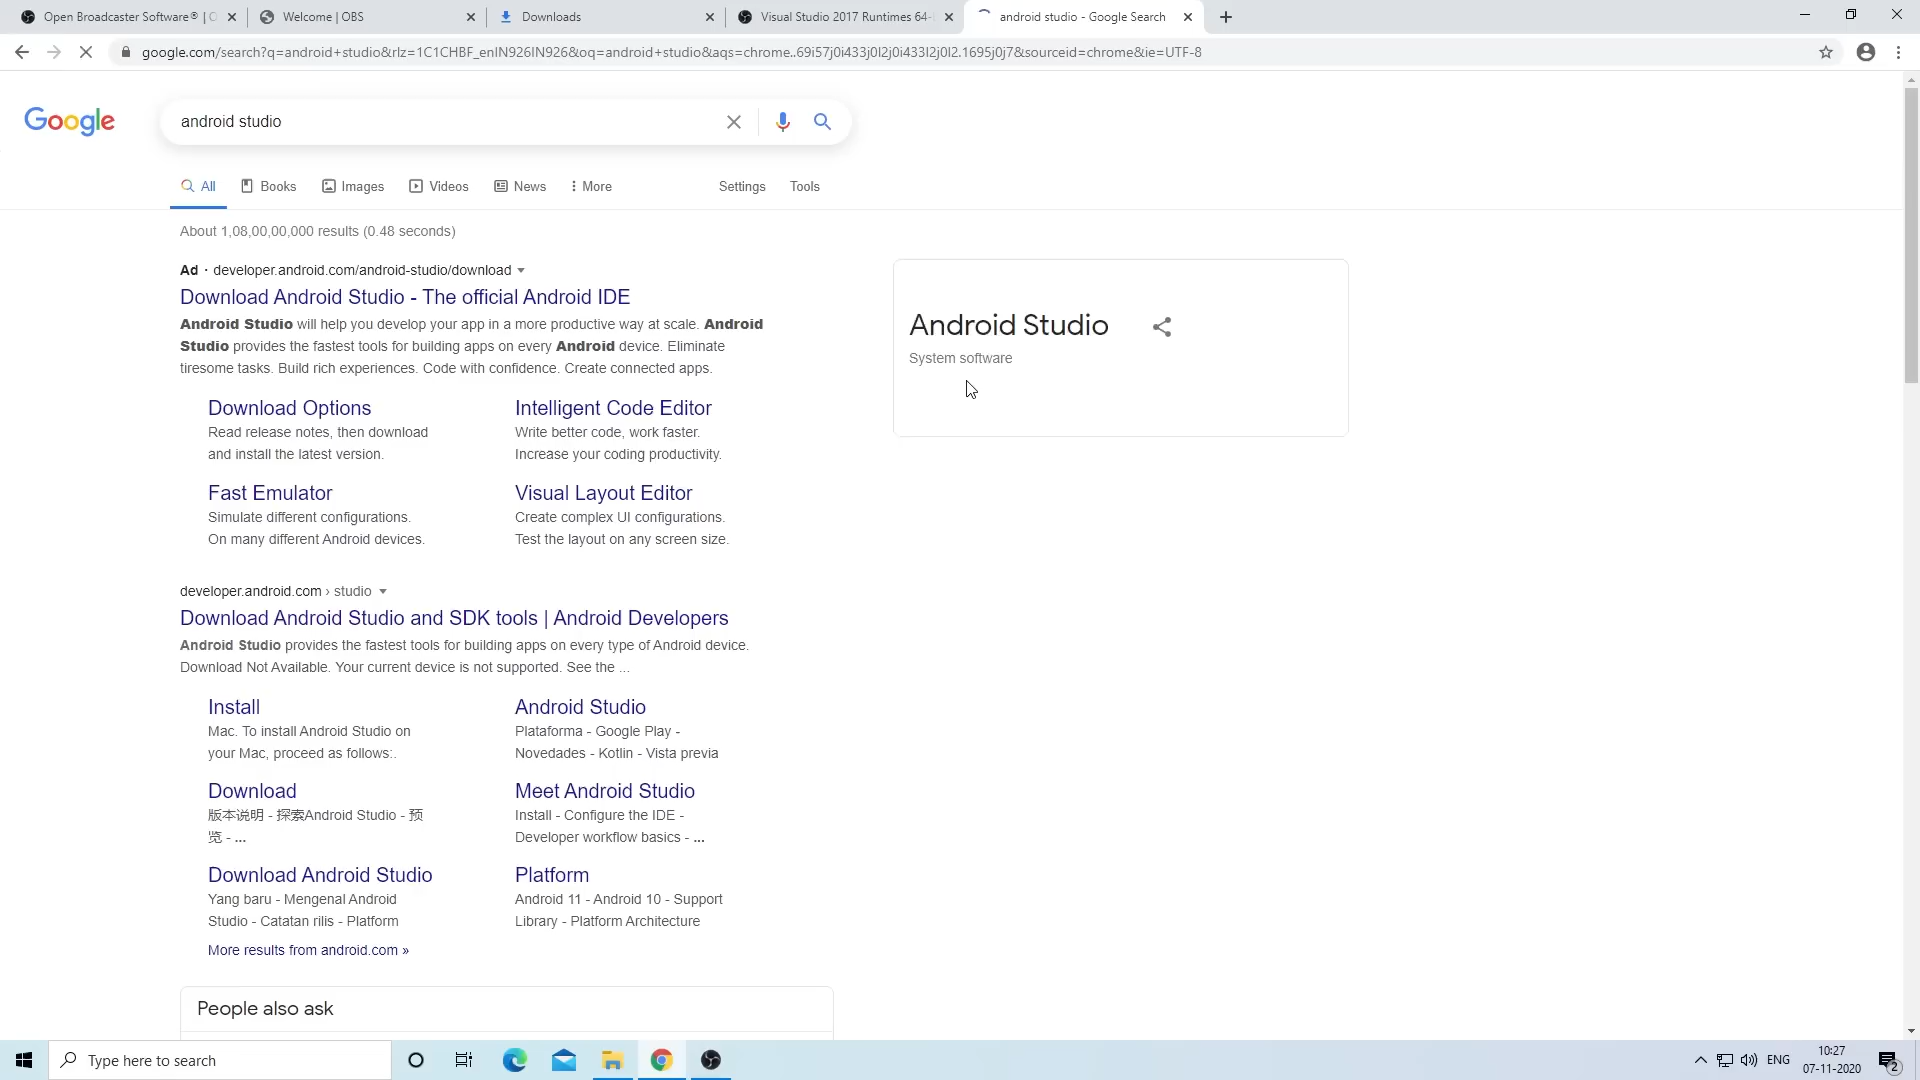 Open Broadcaster Software® | O
Welcome | OBS
Downloads
Visual Studio 2017 Runtimes 64-
android studio - Google Search
google.com/search?q=android+studio&rlz=1C1CHBF_enIN926IN926&oq=android+studio&aqs=chrome..69i57j0i433j0l2j0i433l2j0l2.1695j0j7&sourceid=chrome&ie=UTF-8
Google
android studio
All
Books
Images
Videos
News
More
Settings
Tools
About 1,08,00,00,000 results (0.48 seconds)
Ad · developer.android.com/android-studio/download
Download Android Studio - The official Android IDE
Android Studio will help you develop your app in a more productive way at scale. Android
Studio provides the fastest tools for building apps on every Android device. Eliminate
tiresome tasks. Build rich experiences. Code with confidence. Create connected apps.
Download Options
Read release notes, then download
and install the latest version.
Intelligent Code Editor
Write better code, work faster.
Increase your coding productivity.
Fast Emulator
Simulate different configurations.
On many different Android devices.
Visual Layout Editor
Create complex UI configurations.
Test the layout on any screen size.
developer.android.com › studio
Download Android Studio and SDK tools | Android Developers
Android Studio provides the fastest tools for building apps on every type of Android device.
Download Not Available. Your current device is not supported. See the ...
Install
Mac. To install Android Studio on
your Mac, proceed as follows:.
Android Studio
Plataforma - Google Play -
Novedades - Kotlin - Vista previa
Download
版本说明 - 探索Android Studio - 预
览 - ...
Meet Android Studio
Install - Configure the IDE -
Developer workflow basics - ...
Download Android Studio
Yang baru - Mengenal Android
Studio - Catatan rilis - Platform
Platform
Android 11 - Android 10 - Support
Library - Platform Architecture
More results from android.com »
People also ask
Android Studio
System software
Type here to search
ENG
10:27
07-11-2020
2